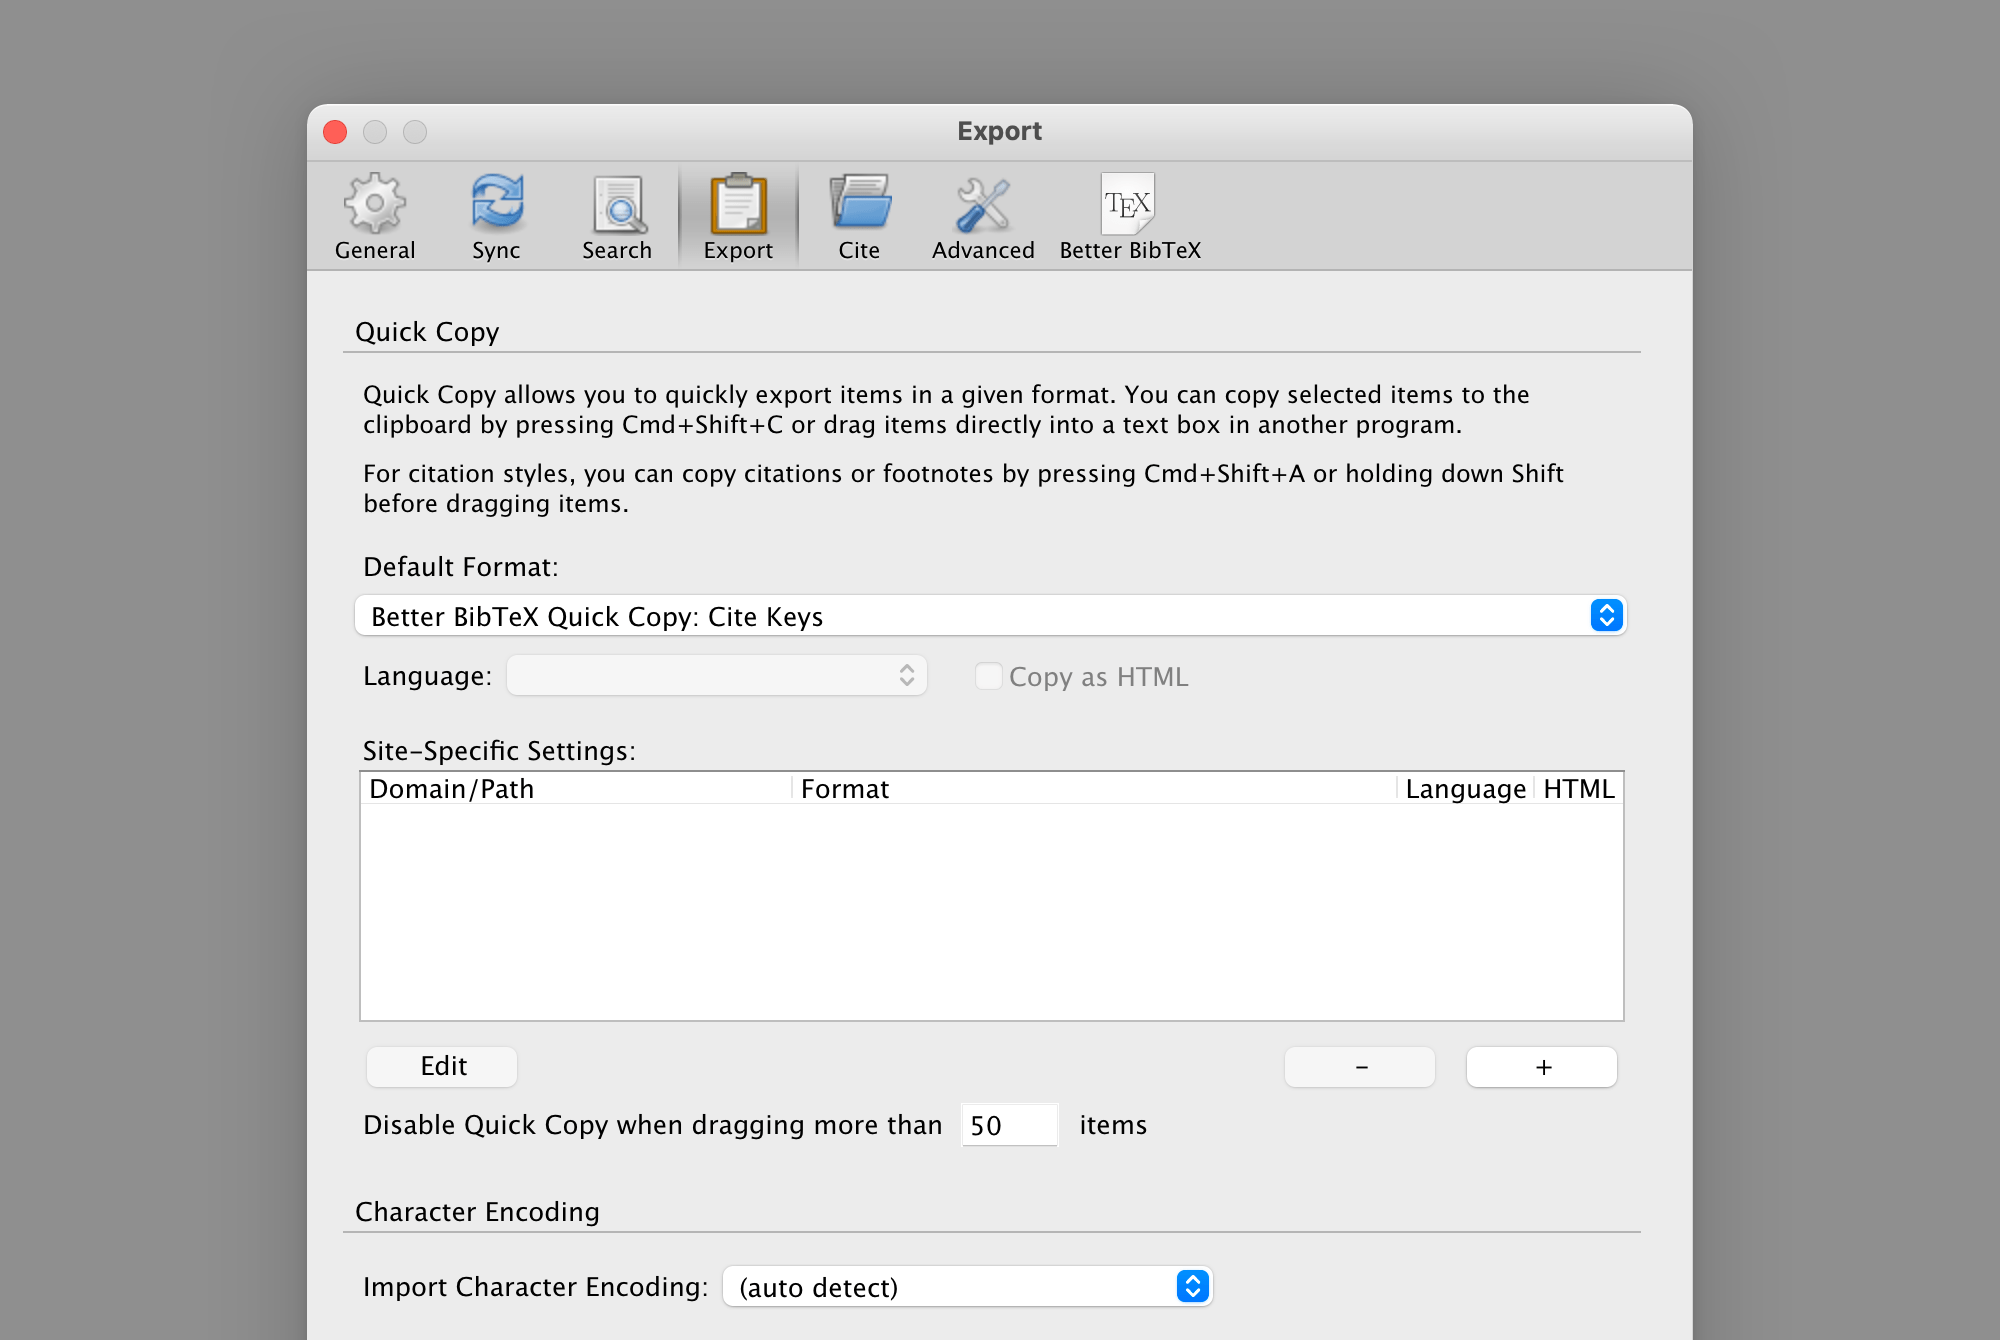 Export
General
Sync
Search
Export
Cite
TEX
Advanced
Better BibTeX
Quick Copy
Quick Copy allows you to quickly export items in a given format. You can copy selected items to the
clipboard by pressing Cmd+Shift+C or drag items directly into a text box in another program.
For citation styles, you can copy citations or footnotes by pressing Cmd+Shift+A or holding down Shift
before dragging items.
Default Format:
Better BibTeX Quick Copy: Cite Keys
Language:
Copy as HTML
Site-Specific Settings:
Domain/Path
Format
Language
HTML
Edit
-
+
Disable Quick Copy when dragging more than 50 items
Character Encoding
Import Character Encoding: (auto detect)